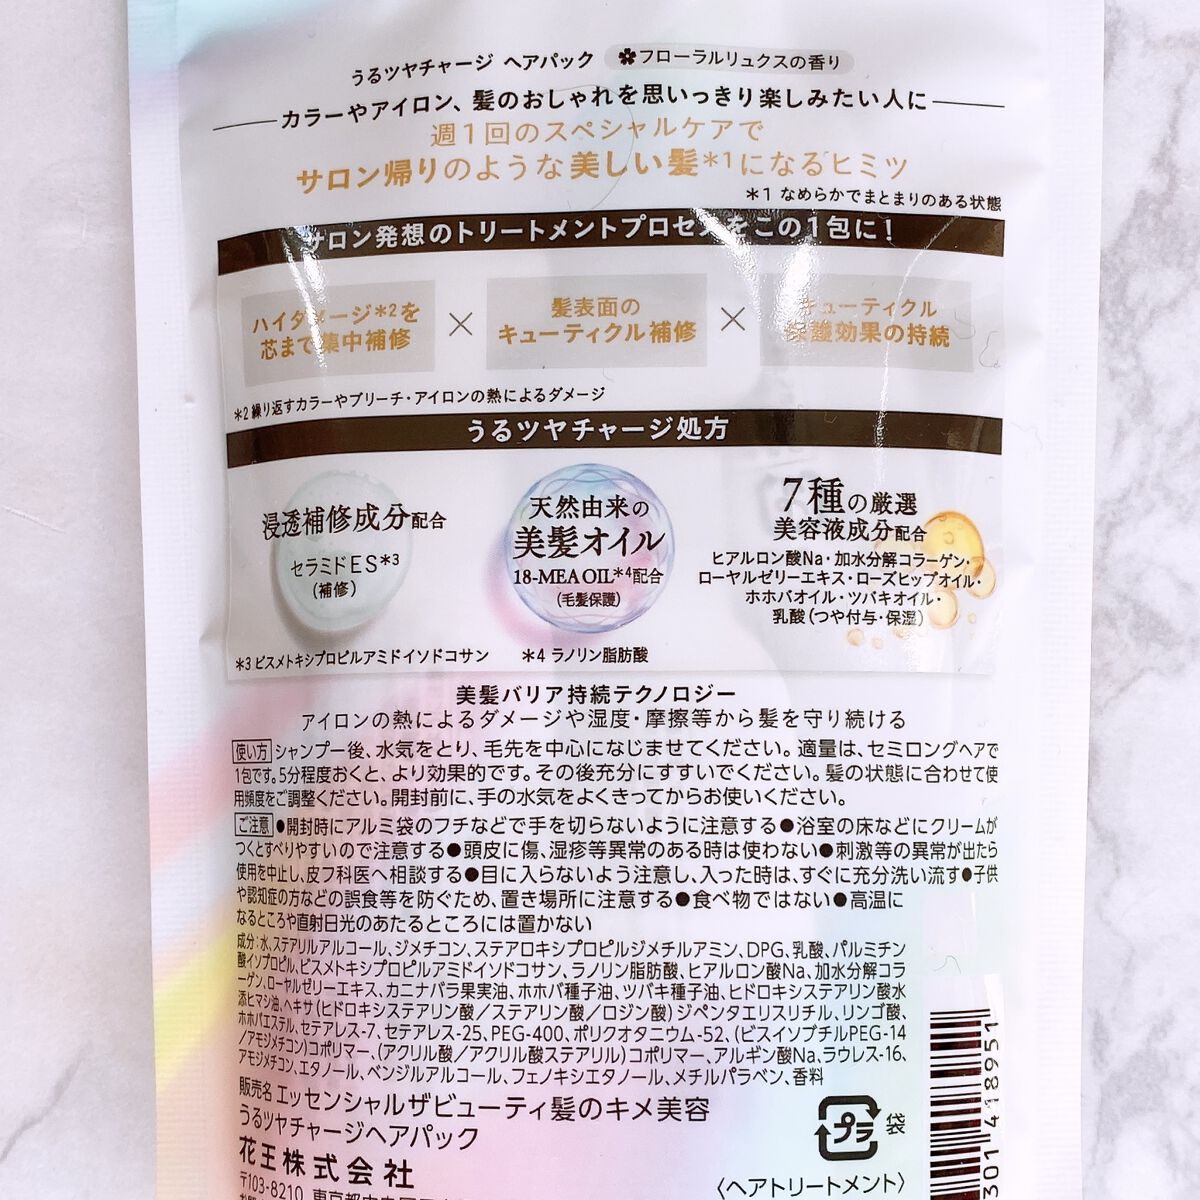 うるツヤチャージ ヘアパック フローラルリュクスの香り
カラーやアイロン、髪のおしゃれを思いっきり楽しみたい人に
週1回のスペシャルケアで
サロン帰りのような美しい髪*1になるヒミツ
*1 なめらかでまとまりのある状態
サロン発想のトリートメントプロセスをこの1包に!
ハイダメージ*2を
芯まで集中補修
×
髪表面の
キューティクル補修
×
キューティクル
保護効果の持続
*2 繰り返すカラーやブリーチ・アイロンの熱によるダメージ
うるツヤチャージ処方
浸透補修成分配合
セラミドES*3
(補修)
天然由来の
美髪オイル
18-MEA OIL*4配合
(毛髪保護)
7種の厳選
美容液成分配合
ヒアルロン酸Na・加水分解コラーゲン・
ローヤルゼリーエキス・ローズヒップオイル・
ホホバオイル・ツバキオイル・
乳酸(つや付与・保湿)
*3 ビスメトキシプロピルアミドイソドコサン
*4 ラノリン脂肪酸
美髪バリア持続テクノロジー
アイロンの熱によるダメージや湿度・摩擦等から髪を守り続ける
使い方 シャンプー後、水気をとり、毛先を中心になじませてください。適量は、セミロングヘアで
1包です。5分程度おくと、より効果的です。その後充分にすすいでください。髪の状態に合わせて使
用頻度をご調整ください。開封前に、手の水気をよくきってからお使いください。
ご注意 ●開封時にアルミ袋のフチなどで手を切らないように注意する●浴室の床などにクリームが
つくとすべりやすいので注意する●頭皮に傷、湿疹等異常のある時は使わない●刺激等の異常が出たら
使用を中止し、皮フ科医へ相談する●目に入らないよう注意し、入った時は、すぐに充分洗い流す●子供
や認知症の方などの誤食等を防ぐため、置き場所に注意する●食べ物ではない●高温に
なるところや直射日光のあたるところには置かない
成分:水、ステアリルアルコール、ジメチコン、ステアロキシプロピルジメチルアミン、DPG、乳酸、パルミチン
酸イソプロピル、ビスメトキシプロピルアミドイソドコサン、ラノリン脂肪酸、ヒアルロン酸Na、加水分解コラ
ーゲン、ローヤルゼリーエキス、カニナバラ果実油、ホホバ種子油、ツバキ種子油、ヒドロキシステアリン酸水
添ヒマシ油、ヘキサ(ヒドロキシステアリン酸/ステアリン酸/ロジン酸)ジペンタエリスリチル、リンゴ酸、
ホホバエステル、セテアレス-7、セテアレス-25、PEG-400、ポリクオタニウム-52、(ビスイソブチルPEG-14
/アモジメチコン)コポリマー、(アクリル酸/アクリル酸ステアリル)コポリマー、アルギン酸Na、ラウレス-16、
アモジメチコン、エタノール、ベンジルアルコール、フェノキシエタノール、メチルパラベン、香料
販売名 エッセンシャルザビューティ髪のキメ美容
うるツヤチャージヘアパック
花王株式会社
〒103-8210
プラ 袋
〈ヘアトリートメント〉
301418951